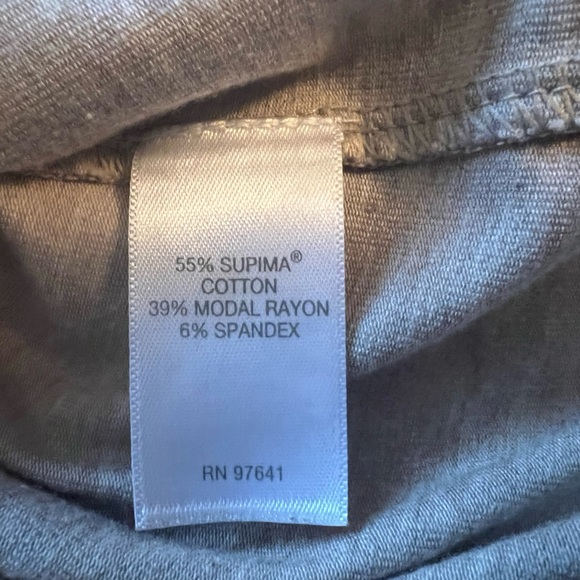 55% SUPIMA®
COTTON
39% MODAL RAYON
6% SPANDEX
RN 97641